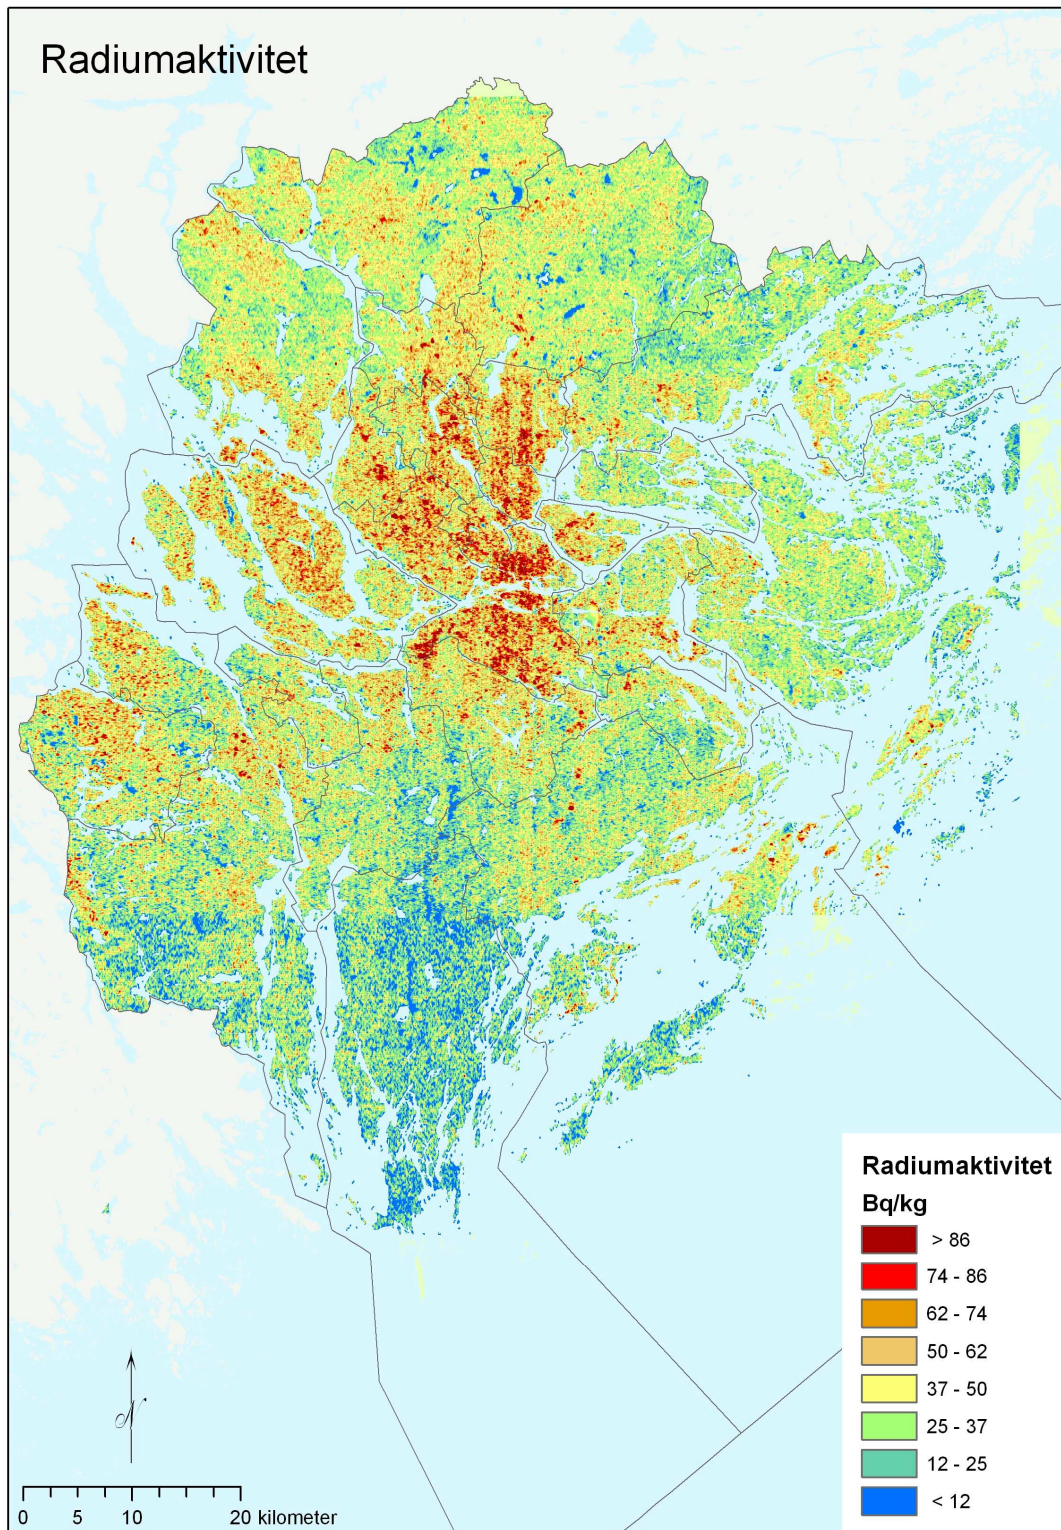 Radiumaktivitet
Radiumaktivitet
Bq/kg
> 86
74 - 86
62 - 74
50 - 62
37 - 50
25 - 37
12 - 25
< 12
N
0 5 10 20 kilometer